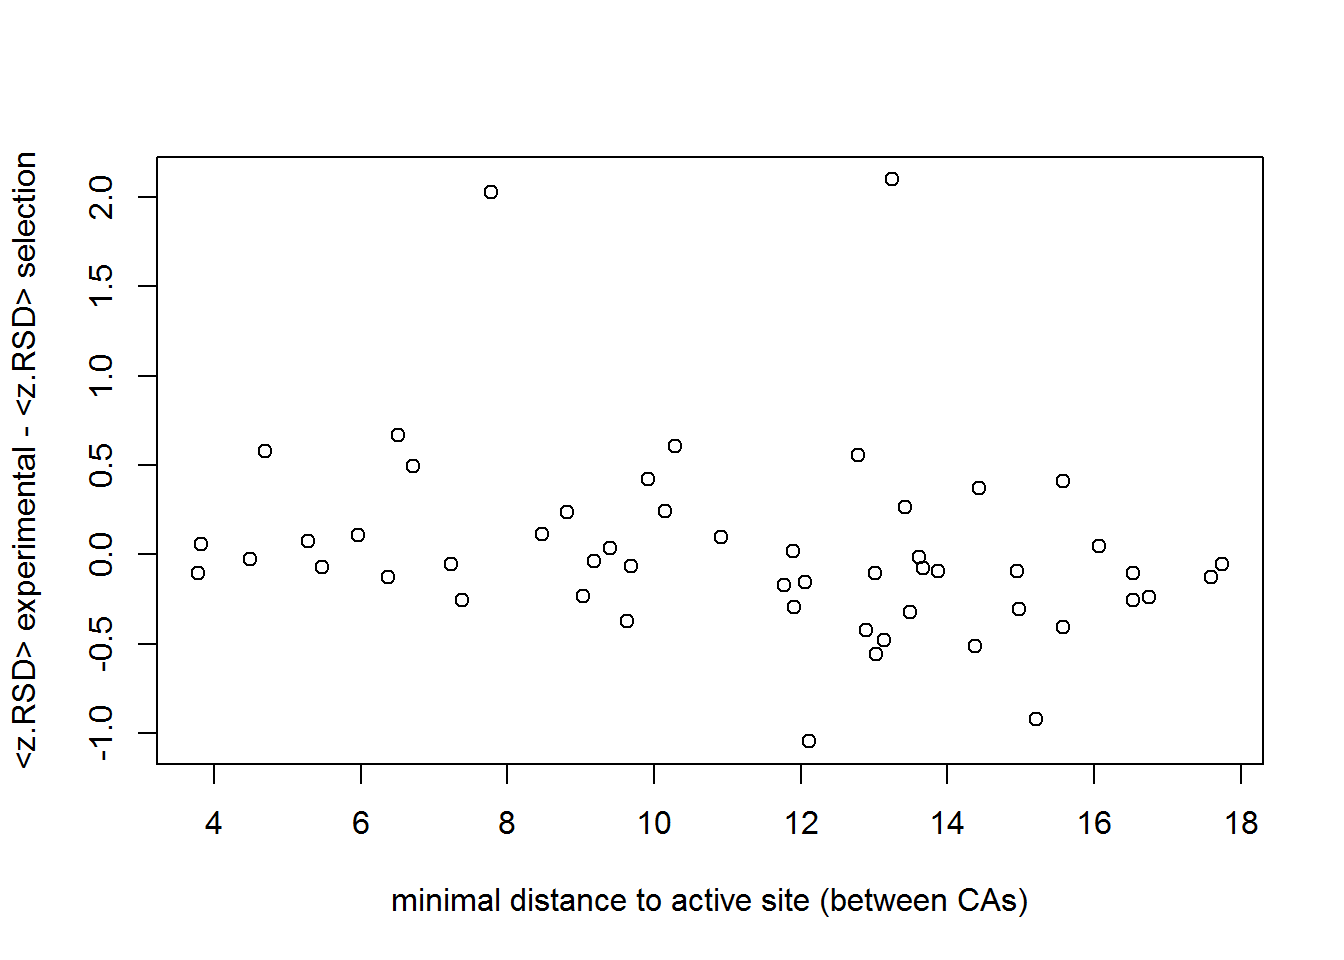 <z.RSD> experimental - <z.RSD> selection
2.0
1.5
1.0
0.5
0.0
-0.5
-1.0
4 6 8 10 12 14 16 18
minimal distance to active site (between CAs)